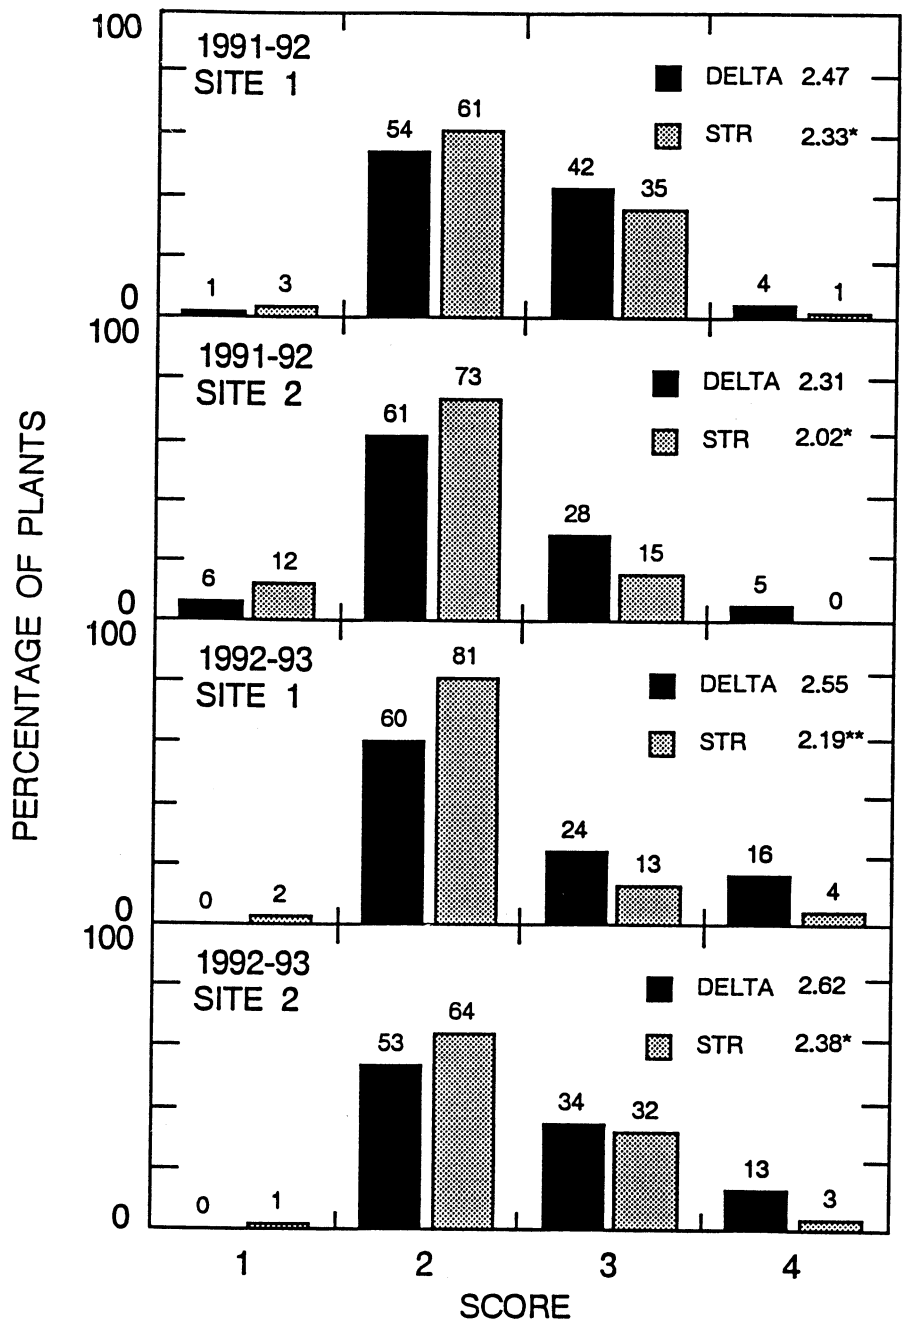 PERCENTAGE OF PLANTS
100
1991-92
SITE 1
DELTA 2.47
STR 2.33*
54
61
42
35
1
3
4
1
0
100
1991-92
SITE 2
DELTA 2.31
STR 2.02*
61
73
28
15
6
12
5
0
0
100
1992-93
SITE 1
DELTA 2.55
STR 2.19**
60
81
24
13
0
2
16
4
0
100
1992-93
SITE 2
DELTA 2.62
STR 2.38*
53
64
34
32
0
1
13
3
0
1 2 3 4
SCORE